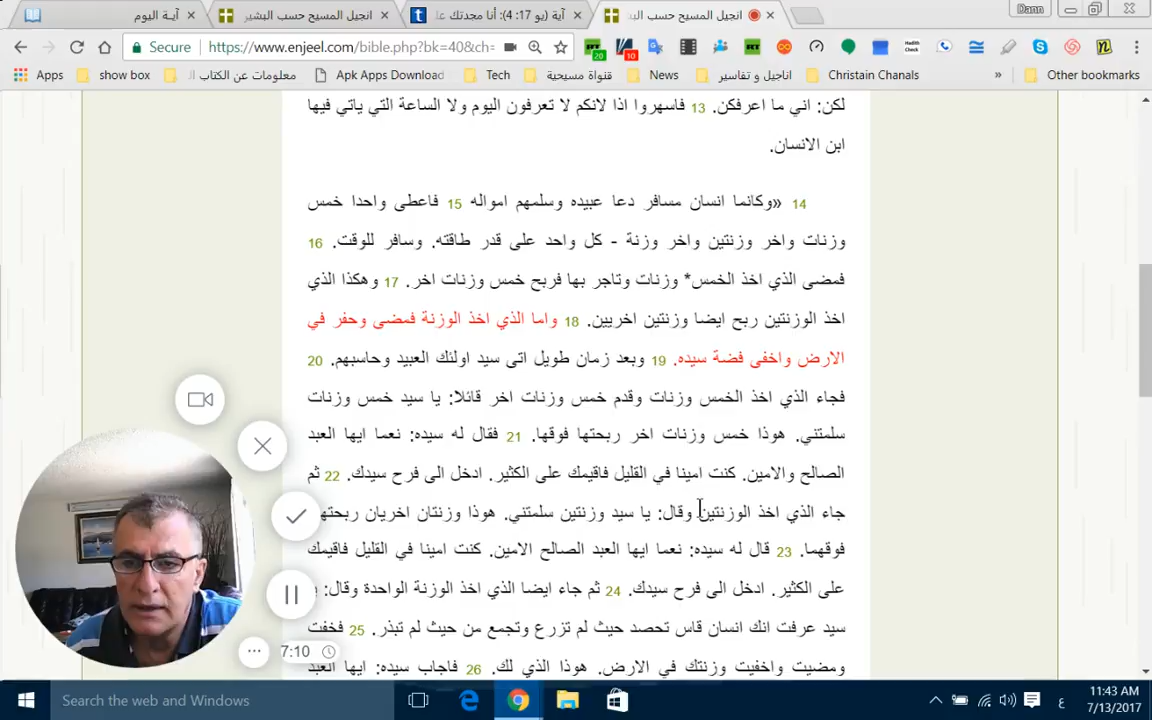 انجيل المسيح حسب البشير
آية (يو 17: 4): أنا مجدتك
انجيل المسيح حسب
آيـة اليوم
Dann
Secure https://www.enjeel.com/bible.php?bk=40&ch=
20
10
Apps show box معلومات عن الكتاب Apk Apps Download Tech قنواة مسيحية News اناجيل و تفاسير Christain Chanals » Other bookmarks
لكن: اني ما اعرفكن. 13 فاسهروا اذا لانكم لا تعرفون اليوم ولا الساعة التي ياتي فيها
ابن الانسان.
14 «وكانما انسان مسافر دعا عبيده وسلمهم امواله 15 فاعطى واحدا خمس
وزنات واخر وزنتين واخر وزنة - كل واحد على قدر طاقته. وسافر للوقت. 16
فمضى الذي اخذ الخمس* وزنات وتاجر بها فربح خمس وزنات اخر. 17 وهكذا الذي
اخذ الوزنتين ربح ايضا وزنتين اخريين. 18 واما الذي اخذ الوزنة فمضى وحفر في
الارض واخفى فضة سيده. 19 وبعد زمان طويل اتى سيد اولئك العبيد وحاسبهم. 20
فجاء الذي اخذ الخمس وزنات وقدم خمس وزنات اخر قائلا: يا سيد خمس وزنات
سلمتني. هوذا خمس وزنات اخر ربحتها فوقها. 21 فقال له سيده: نعما ايها العبد
الصالح والامين. كنت امينا في القليل فاقيمك على الكثير. ادخل الى فرح سيدك. 22 ثم
جاء الذي اخذ الوزنتين وقال: يا سيد وزنتين سلمتني. هوذا وزنتان اخريان ربحتهما
فوقهما. 23 قال له سيده: نعما ايها العبد الصالح الامين. كنت امينا في القليل فاقيمك
على الكثير. ادخل الى فرح سيدك. 24 ثم جاء ايضا الذي اخذ الوزنة الواحدة وقال:
سيد عرفت انك انسان قاس تحصد حيث لم تزرع وتجمع من حيث لم تبذر. 25 فخفت
ومضيت واخفيت وزنتك في الارض. هوذا الذي لك. 26 فاجاب سيده: ايها العبد
7:10
Search the web and Windows
ع
11:43 AM
7/13/2017